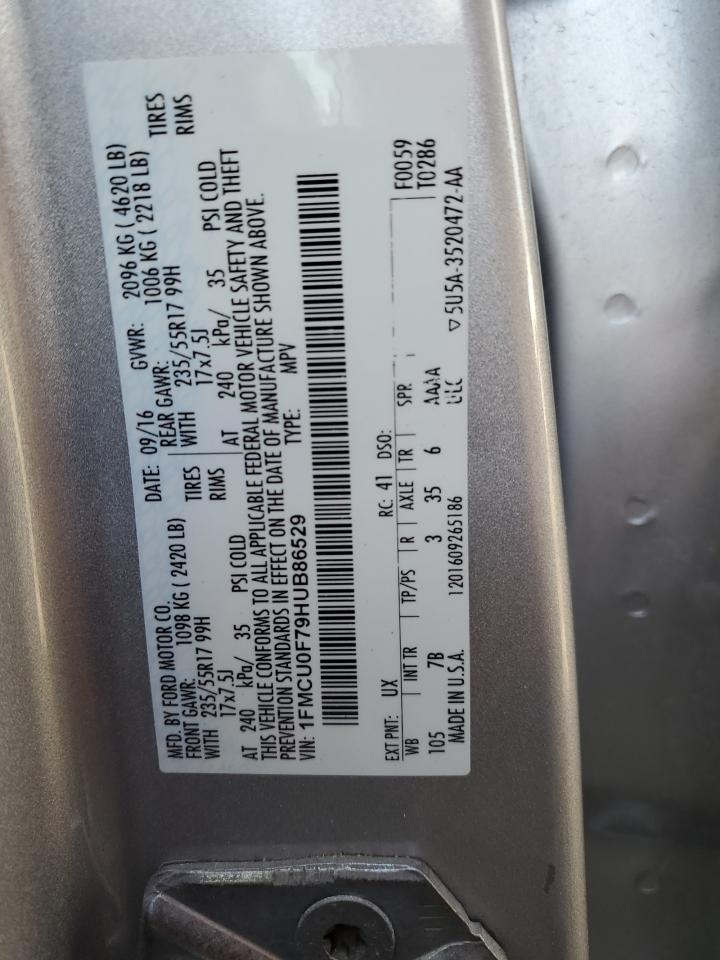 MFD. BY FORD MOTOR CO. DATE: 09/16 GVWR: 2096 KG ( 4620 LB)
FRONT GAWR: 1098 KG ( 2420 LB) REAR GAWR: 1006 KG ( 2218 LB)
WITH 235/55R17 99H TIRES WITH 235/55R17 99H TIRES
17x7.5J RIMS 17x7.5J RIMS
AT 240 kPa/ 35 PSI COLD AT 240 kPa/ 35 PSI COLD
THIS VEHICLE CONFORMS TO ALL APPLICABLE FEDERAL MOTOR VEHICLE SAFETY AND THEFT
PREVENTION STANDARDS IN EFFECT ON THE DATE OF MANUFACTURE SHOWN ABOVE.
VIN: 1FMCU0F79HUB86529 TYPE: MPV
EXT PNT: UX RC: 41 DSO: F0059
WB INT TR TP/PS R AXLE TR SPR T0286
105 7B 3 35 6 AAAA
MADE IN U.S.A. 1201609265186 ▽5U5A-3520472-AA